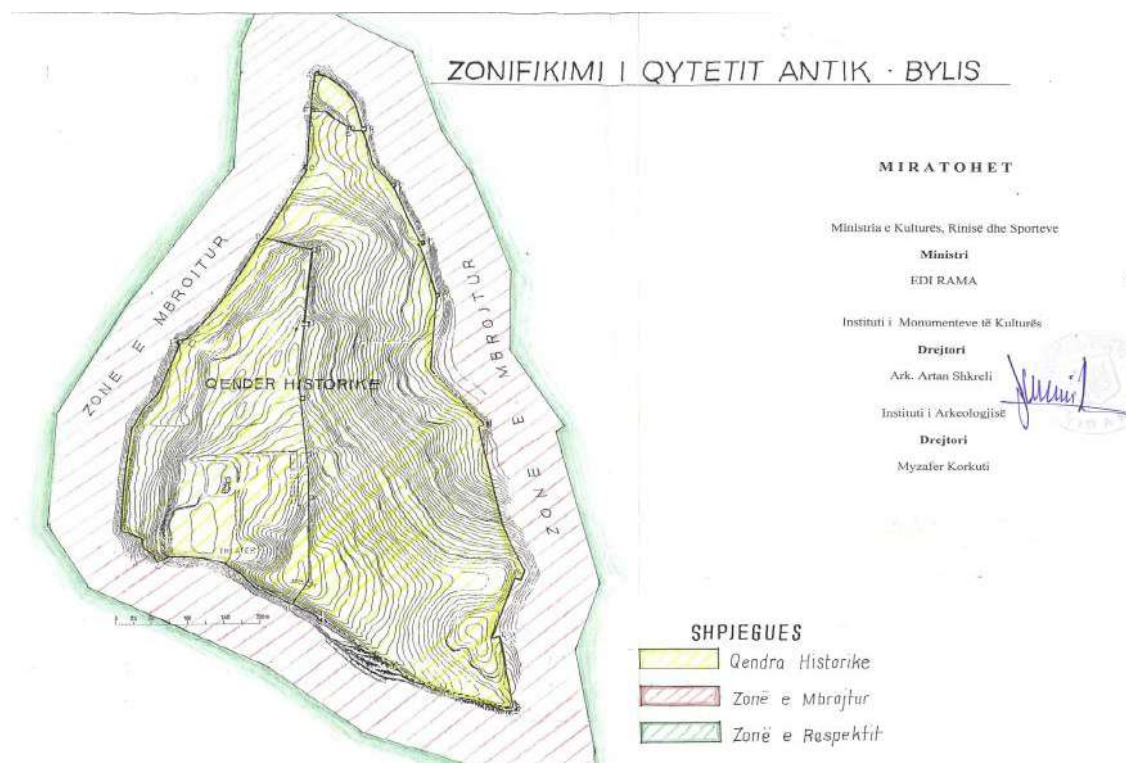 ZONIFIKIMI I QYTETIT ANTIK - BYLIS
MIRATOHET
Ministria e Kulturës, Rinisë dhe Sporteve
Ministri
EDI RAMA
Instituti i Monumenteve të Kulturës
Drejtori
Ark. Artan Shkreli
Instituti i Arkeologjisë
Drejtori
Myzafer Korkuti
ZONE E MBROJTUR
ZONE E MBROJTUR
QENDER HISTORIKE
THEATER
SHPJEGUES
Qendra Historike
Zonë e Mbrojtur
Zonë e Respektit